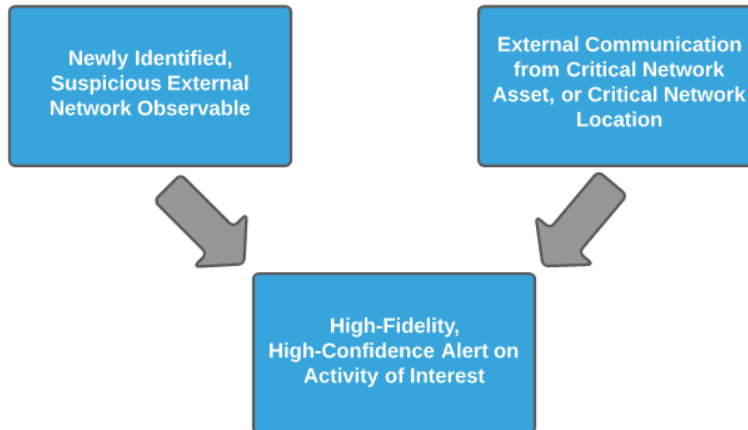 Newly Identified,
Suspicious External
Network Observable
External Communication
from Critical Network
Asset, or Critical Network
Location
High-Fidelity,
High-Confidence Alert on
Activity of Interest